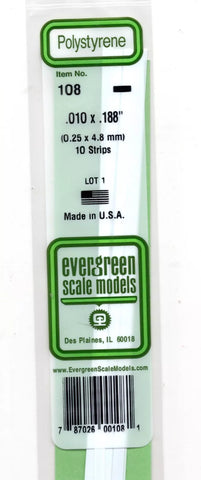 Polystyrene
Item No.
108
.010 x .188"
(0.25 x 4.8 mm)
10 Strips
LOT 1
Made in U.S.A.
evergreen
scale models
Des Plaines, IL 60018
www.EvergreenScaleModels.com
7 87026 00108 1